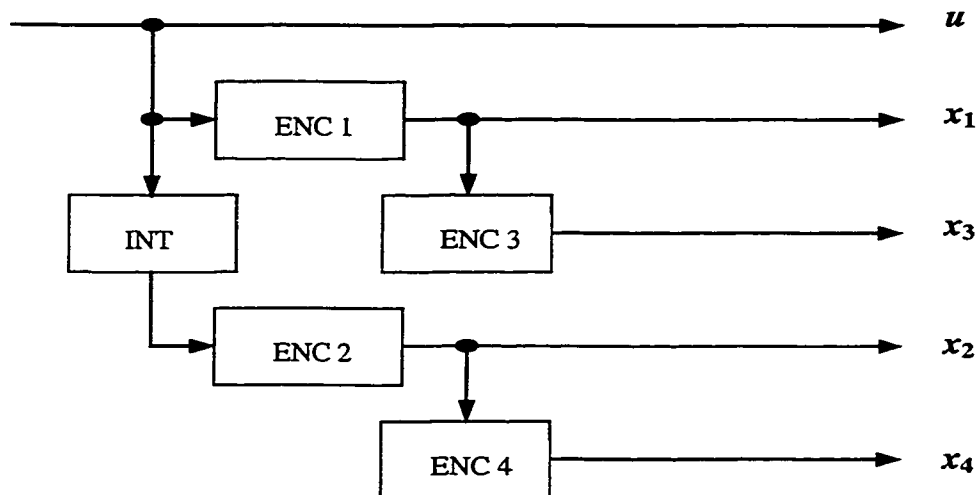 u
ENC 1
x₁
INT
ENC 3
x₃
ENC 2
x₂
ENC 4
x₄